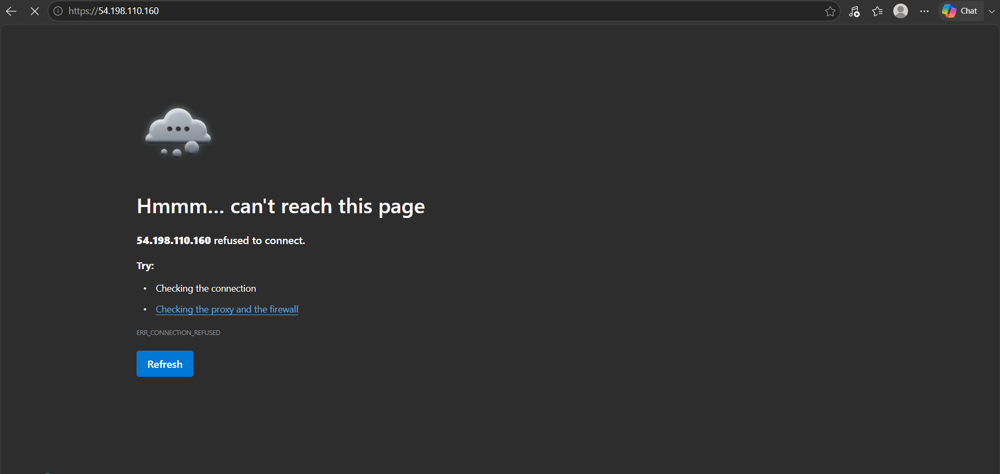 https://54.198.110.160
Chat
Hmmm... can't reach this page
54.198.110.160 refused to connect.
Try:
• Checking the connection
• Checking the proxy and the firewall
ERR_CONNECTION_REFUSED
Refresh